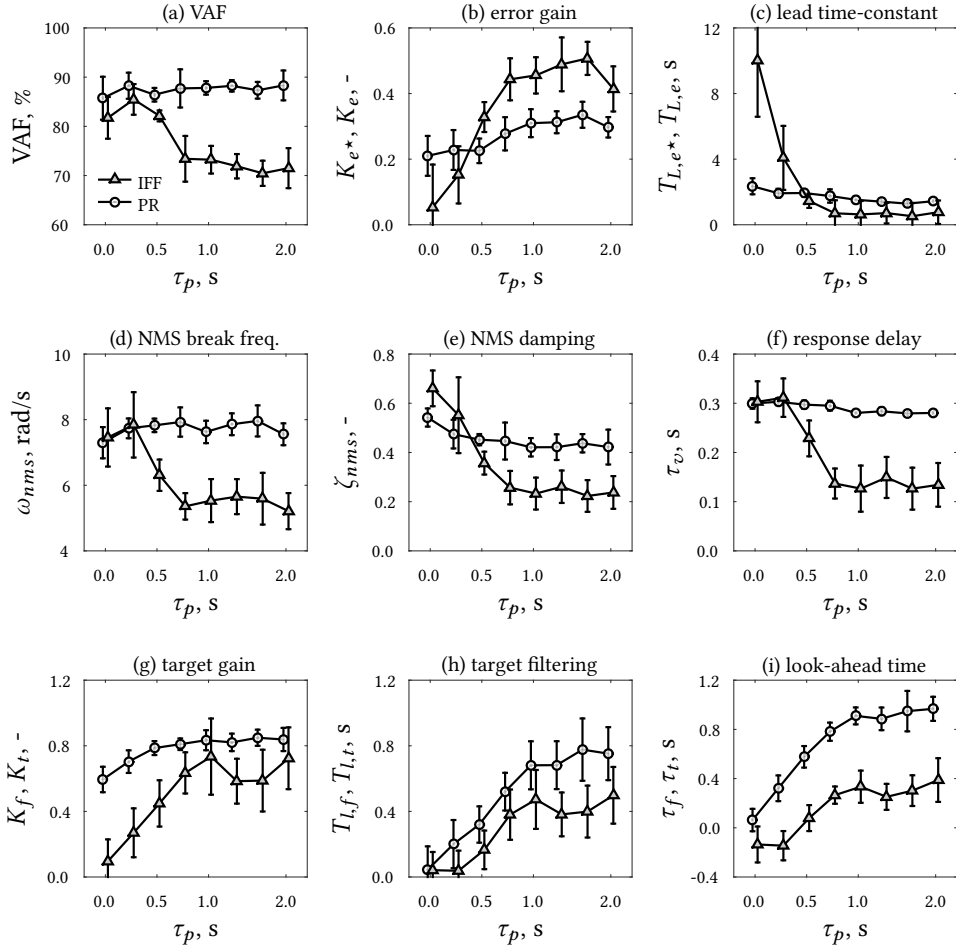 (a) VAF
(b) error gain
(c) lead time-constant
VAF, %
100
90
80
70
60
IFF
PR
0.0 0.5 1.0 2.0
τp, s
Ke⋆, Ke, -
0.6
0.4
0.2
0.0
0.0 0.5 1.0 2.0
τp, s
TL,e⋆, TL,e, s
12
8
4
0
0.0 0.5 1.0 2.0
τp, s
(d) NMS break freq.
(e) NMS damping
(f) response delay
ωnms, rad/s
10
8
6
4
0.0 0.5 1.0 2.0
τp, s
ζnms, -
0.8
0.6
0.4
0.2
0.0
0.0 0.5 1.0 2.0
τp, s
τv, s
0.4
0.3
0.2
0.1
0.0
0.0 0.5 1.0 2.0
τp, s
(g) target gain
(h) target filtering
(i) look-ahead time
Kf, Kt, -
1.2
0.8
0.4
0.0
0.0 0.5 1.0 2.0
τp, s
Tl,f, Tl,t, s
1.2
0.8
0.4
0.0
0.0 0.5 1.0 2.0
τp, s
τf, τt, s
1.2
0.8
0.4
0.0
-0.4
0.0 0.5 1.0 2.0
τp, s